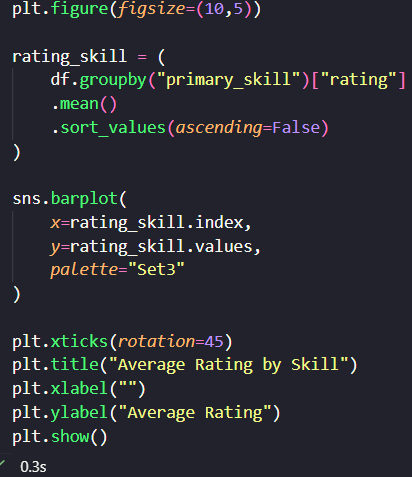 plt.figure(figsize=(10,5))
rating_skill = (
    df.groupby("primary_skill")["rating"]
    .mean()
    .sort_values(ascending=False)
)
sns.barplot(
    x=rating_skill.index,
    y=rating_skill.values,
    palette="Set3"
)
plt.xticks(rotation=45)
plt.title("Average Rating by Skill")
plt.xlabel("")
plt.ylabel("Average Rating")
plt.show()
0.3s